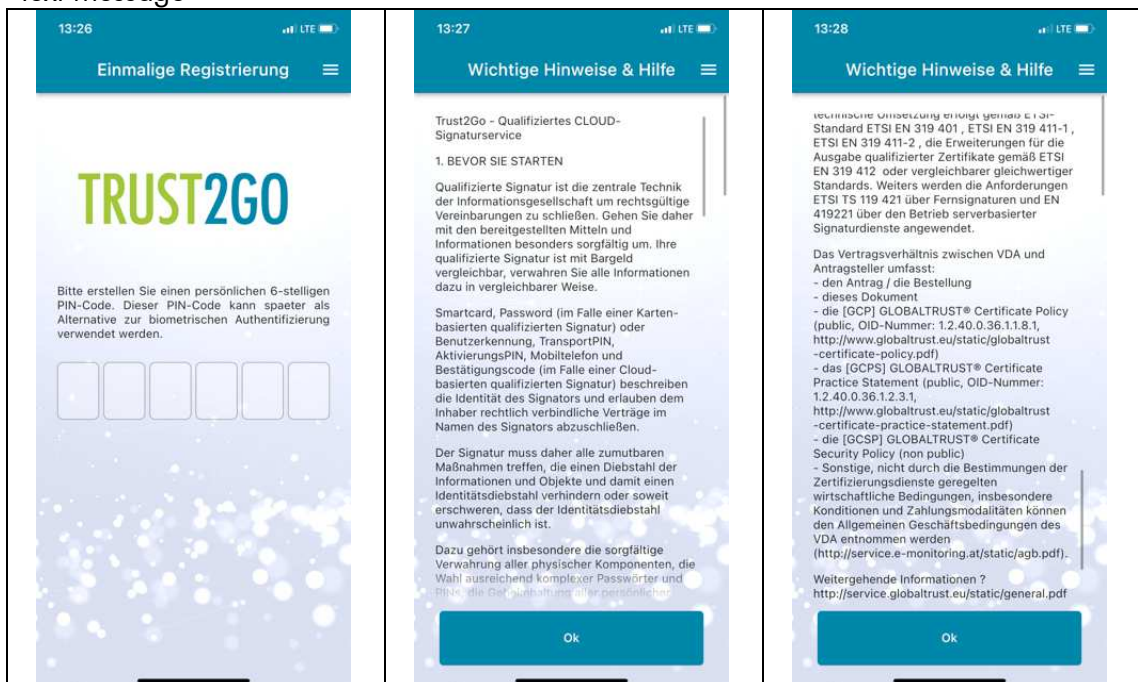 Text message
13:26
LTE
Einmalige Registrierung
TRUST2GO
Bitte erstellen Sie einen persönlichen 6-stelligen
PIN-Code. Dieser PIN-Code kann spaeter als
Alternative zur biometrischen Authentifizierung
verwendet werden.
13:27
LTE
Wichtige Hinweise & Hilfe
Trust2Go - Qualifiziertes CLOUD-
Signaturservice
1. BEVOR SIE STARTEN
Qualifizierte Signatur ist die zentrale Technik
der Informationsgesellschaft um rechtsgültige
Vereinbarungen zu schließen. Gehen Sie daher
mit den bereitgestellten Mitteln und
Informationen besonders sorgfältig um. Ihre
qualifizierte Signatur ist mit Bargeld
vergleichbar, verwahren Sie alle Informationen
dazu in vergleichbarer Weise.
Smartcard, Password (im Falle einer Karten-
basierten qualifizierten Signatur) oder
Benutzerkennung, TransportPIN,
AktivierungsPIN, Mobiltelefon und
Bestätigungscode (im Falle einer Cloud-
basierten qualifizierten Signatur) beschreiben
die Identität des Signators und erlauben dem
Inhaber rechtlich verbindliche Verträge im
Namen des Signators abzuschließen.
Der Signatur muss daher alle zumutbaren
Maßnahmen treffen, die einen Diebstahl der
Informationen und Objekte und damit einen
Identitätsdiebstahl verhindern oder soweit
erschweren, dass der Identitätsdiebstahl
unwahrscheinlich ist.
Dazu gehört insbesondere die sorgfältige
Verwahrung aller physischer Komponenten, die
Wahl ausreichend komplexer Passwörter und
PINs, die Geheimhaltung aller persönlicher
Ok
13:28
LTE
Wichtige Hinweise & Hilfe
technische Umsetzung erfolgt gemäß ETSI-
Standard ETSI EN 319 401 , ETSI EN 319 411-1 ,
ETSI EN 319 411-2 , die Erweiterungen für die
Ausgabe qualifizierter Zertifikate gemäß ETSI
EN 319 412 oder vergleichbarer gleichwertiger
Standards. Weiters werden die Anforderungen
ETSI TS 119 421 über Fernsignaturen und EN
419221 über den Betrieb serverbasierter
Signaturdienste angewendet.
Das Vertragsverhältnis zwischen VDA und
Antragsteller umfasst:
- den Antrag / die Bestellung
- dieses Dokument
- die [GCP] GLOBALTRUST® Certificate Policy
(public, OID-Nummer: 1.2.40.0.36.1.1.8.1,
http://www.globaltrust.eu/static/globaltrust
-certificate-policy.pdf)
- das [GCPS] GLOBALTRUST® Certificate
Practice Statement (public, OID-Nummer:
1.2.40.0.36.1.2.3.1,
http://www.globaltrust.eu/static/globaltrust
-certificate-practice-statement.pdf)
- die [GCSP] GLOBALTRUST® Certificate
Security Policy (non public)
- Sonstige, nicht durch die Bestimmungen der
Zertifizierungsdienste geregelten
wirtschaftliche Bedingungen, insbesondere
Konditionen und Zahlungsmodalitäten können
den Allgemeinen Geschäftsbedingungen des
VDA entnommen werden
(http://service.e-monitoring.at/static/agb.pdf).
Weitergehende Informationen ?
http://service.globaltrust.eu/static/general.pdf
Ok